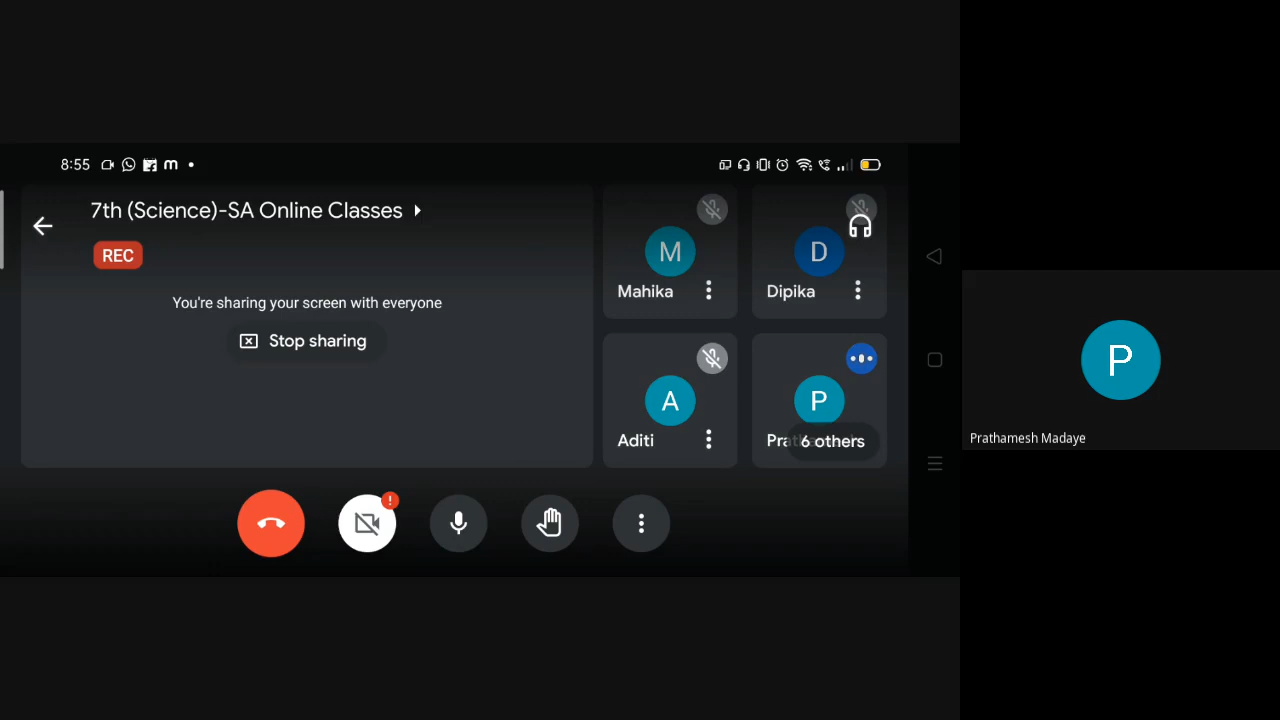 8:55
7th (Science)-SA Online Classes
REC
You're sharing your screen with everyone
Stop sharing
M
Mahika
D
Dipika
A
Aditi
P
6 others
P
Prathamesh Madaye